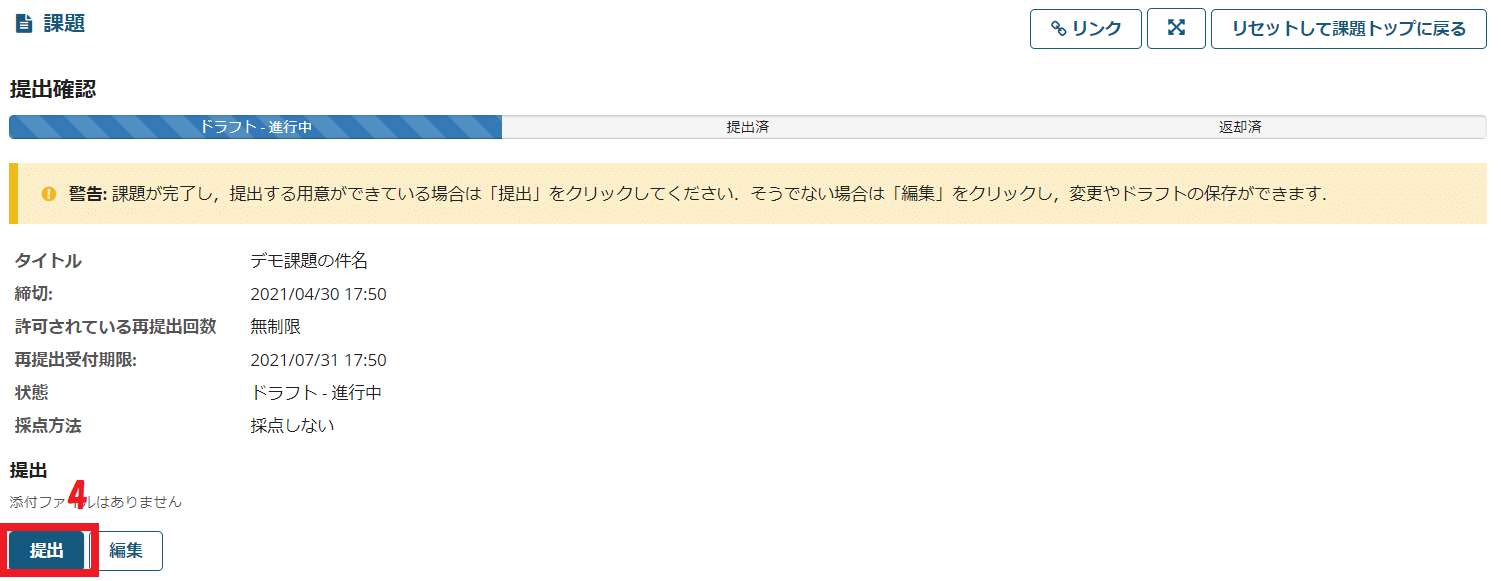 課題
リンク
リセットして課題トップに戻る
提出確認
ドラフト - 進行中 提出済 返却済
警告: 課題が完了し，提出する用意ができている場合は「提出」をクリックしてください．そうでない場合は「編集」をクリックし，変更やドラフトの保存ができます．
タイトル デモ課題の件名
締切: 2021/04/30 17:50
許可されている再提出回数 無制限
再提出受付期限: 2021/07/31 17:50
状態 ドラフト - 進行中
採点方法 採点しない
提出
4
添付ファイルはありません
提出 編集